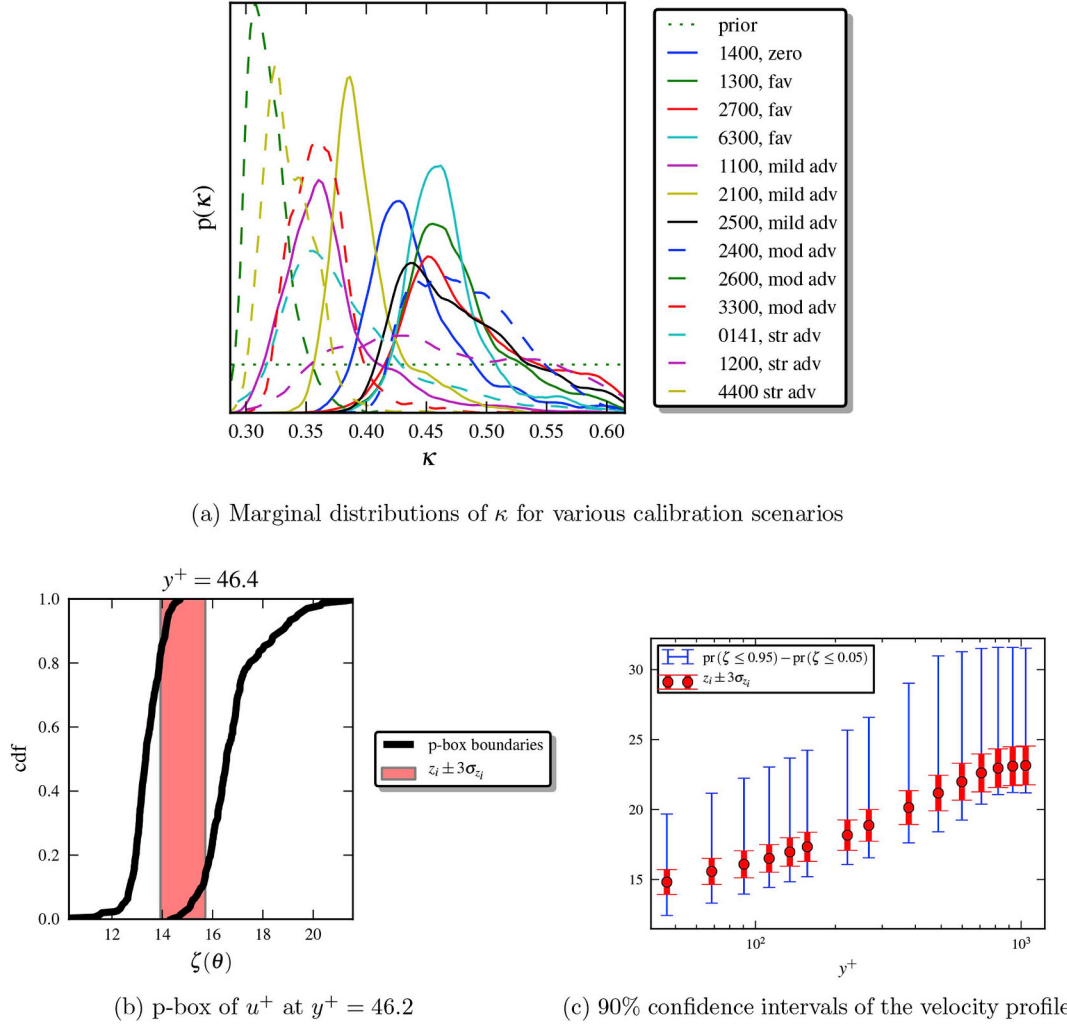 p(κ)
prior
1400, zero
1300, fav
2700, fav
6300, fav
1100, mild adv
2100, mild adv
2500, mild adv
2400, mod adv
2600, mod adv
3300, mod adv
0141, str adv
1200, str adv
4400 str adv
0.30 0.35 0.40 0.45 0.50 0.55 0.60
κ
(a) Marginal distributions of κ for various calibration scenarios
y⁺ = 46.4
cdf
1.0
0.8
0.6
0.4
0.2
0.0
12 14 16 18 20
ζ(θ)
p-box boundaries
zᵢ ± 3σ_zᵢ
(b) p-box of u⁺ at y⁺ = 46.2
pr(ζ ≤ 0.95) − pr(ζ ≤ 0.05)
zᵢ ± 3σ_zᵢ
30
25
20
15
10² 10³
y⁺
(c) 90% confidence intervals of the velocity profile